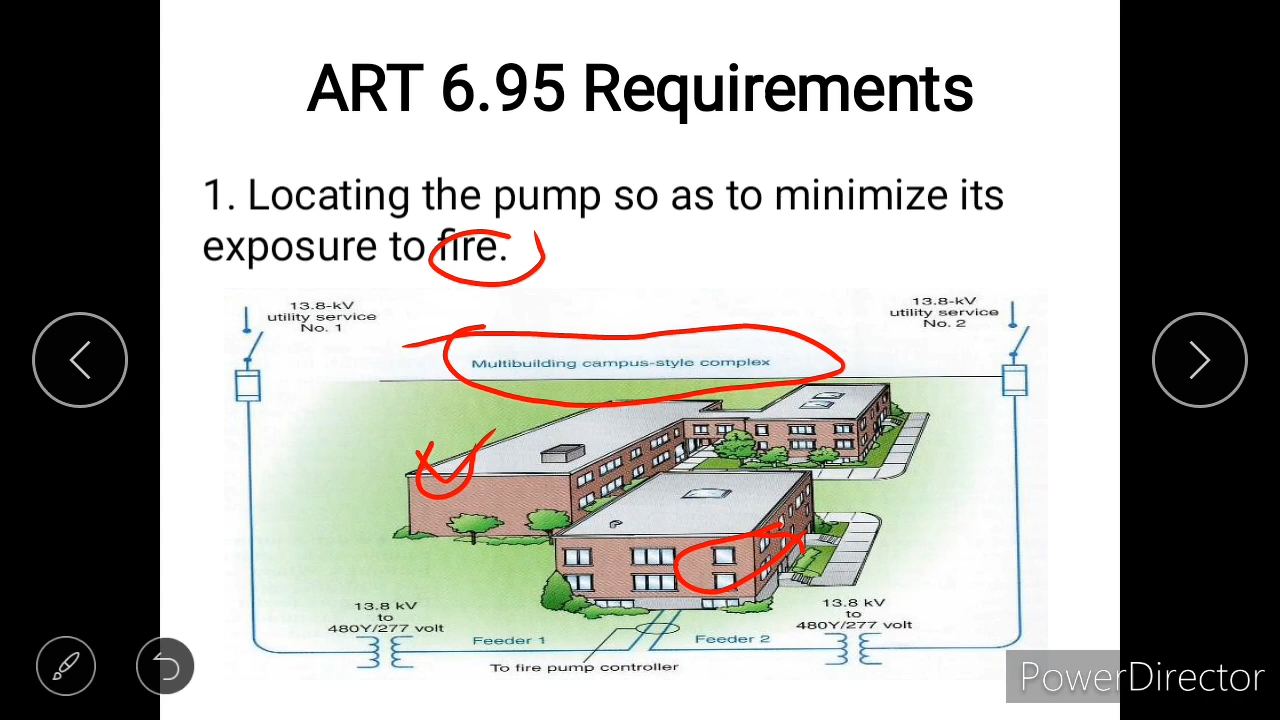 ART 6.95 Requirements
1. Locating the pump so as to minimize its
exposure to fire.
13.8-kV
utility service
No. 1
13.8-kV
utility service
No. 2
Multibuilding campus-style complex
13.8 kV
to
480Y/277 volt
Feeder 1
Feeder 2
13.8 kV
to
480Y/277 volt
To fire pump controller
PowerDirector